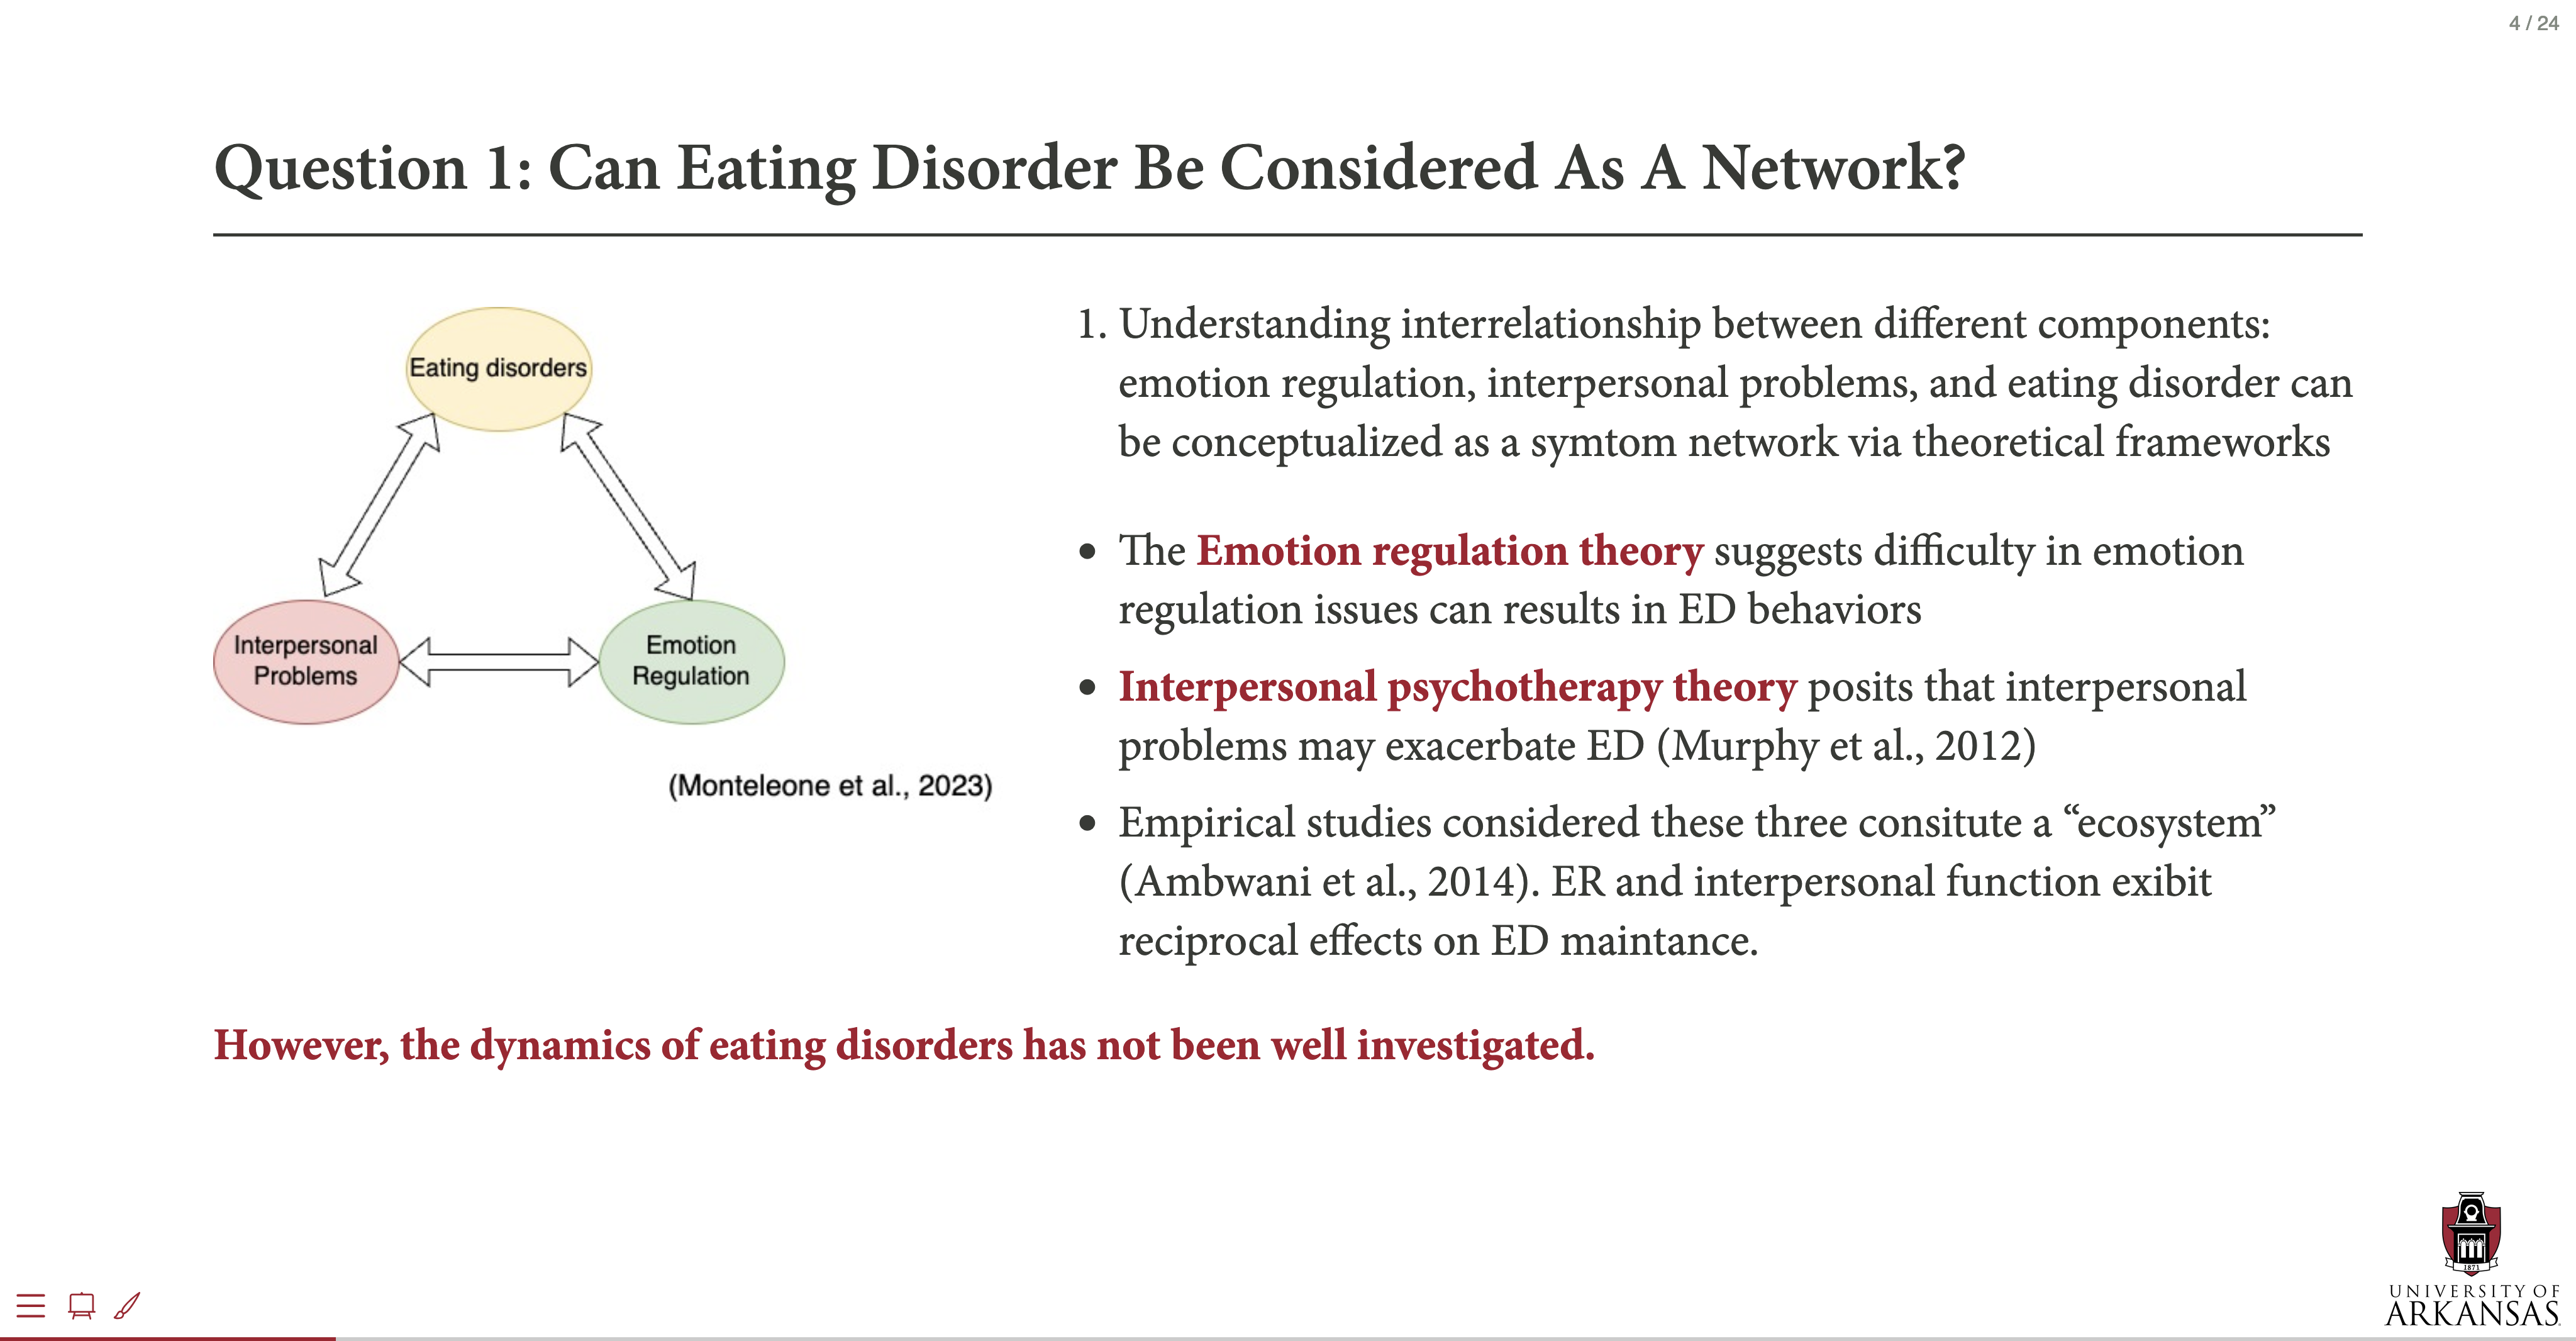 4 / 24
Question 1: Can Eating Disorder Be Considered As A Network?
Eating disorders
Interpersonal
Problems
Emotion
Regulation
(Monteleone et al., 2023)
1. Understanding interrelationship between different components:
emotion regulation, interpersonal problems, and eating disorder can
be conceptualized as a symtom network via theoretical frameworks
• The Emotion regulation theory suggests difficulty in emotion
regulation issues can results in ED behaviors
• Interpersonal psychotherapy theory posits that interpersonal
problems may exacerbate ED (Murphy et al., 2012)
• Empirical studies considered these three consitute a “ecosystem”
(Ambwani et al., 2014). ER and interpersonal function exibit
reciprocal effects on ED maintance.
However, the dynamics of eating disorders has not been well investigated.
1871
UNIVERSITY OF
ARKANSAS